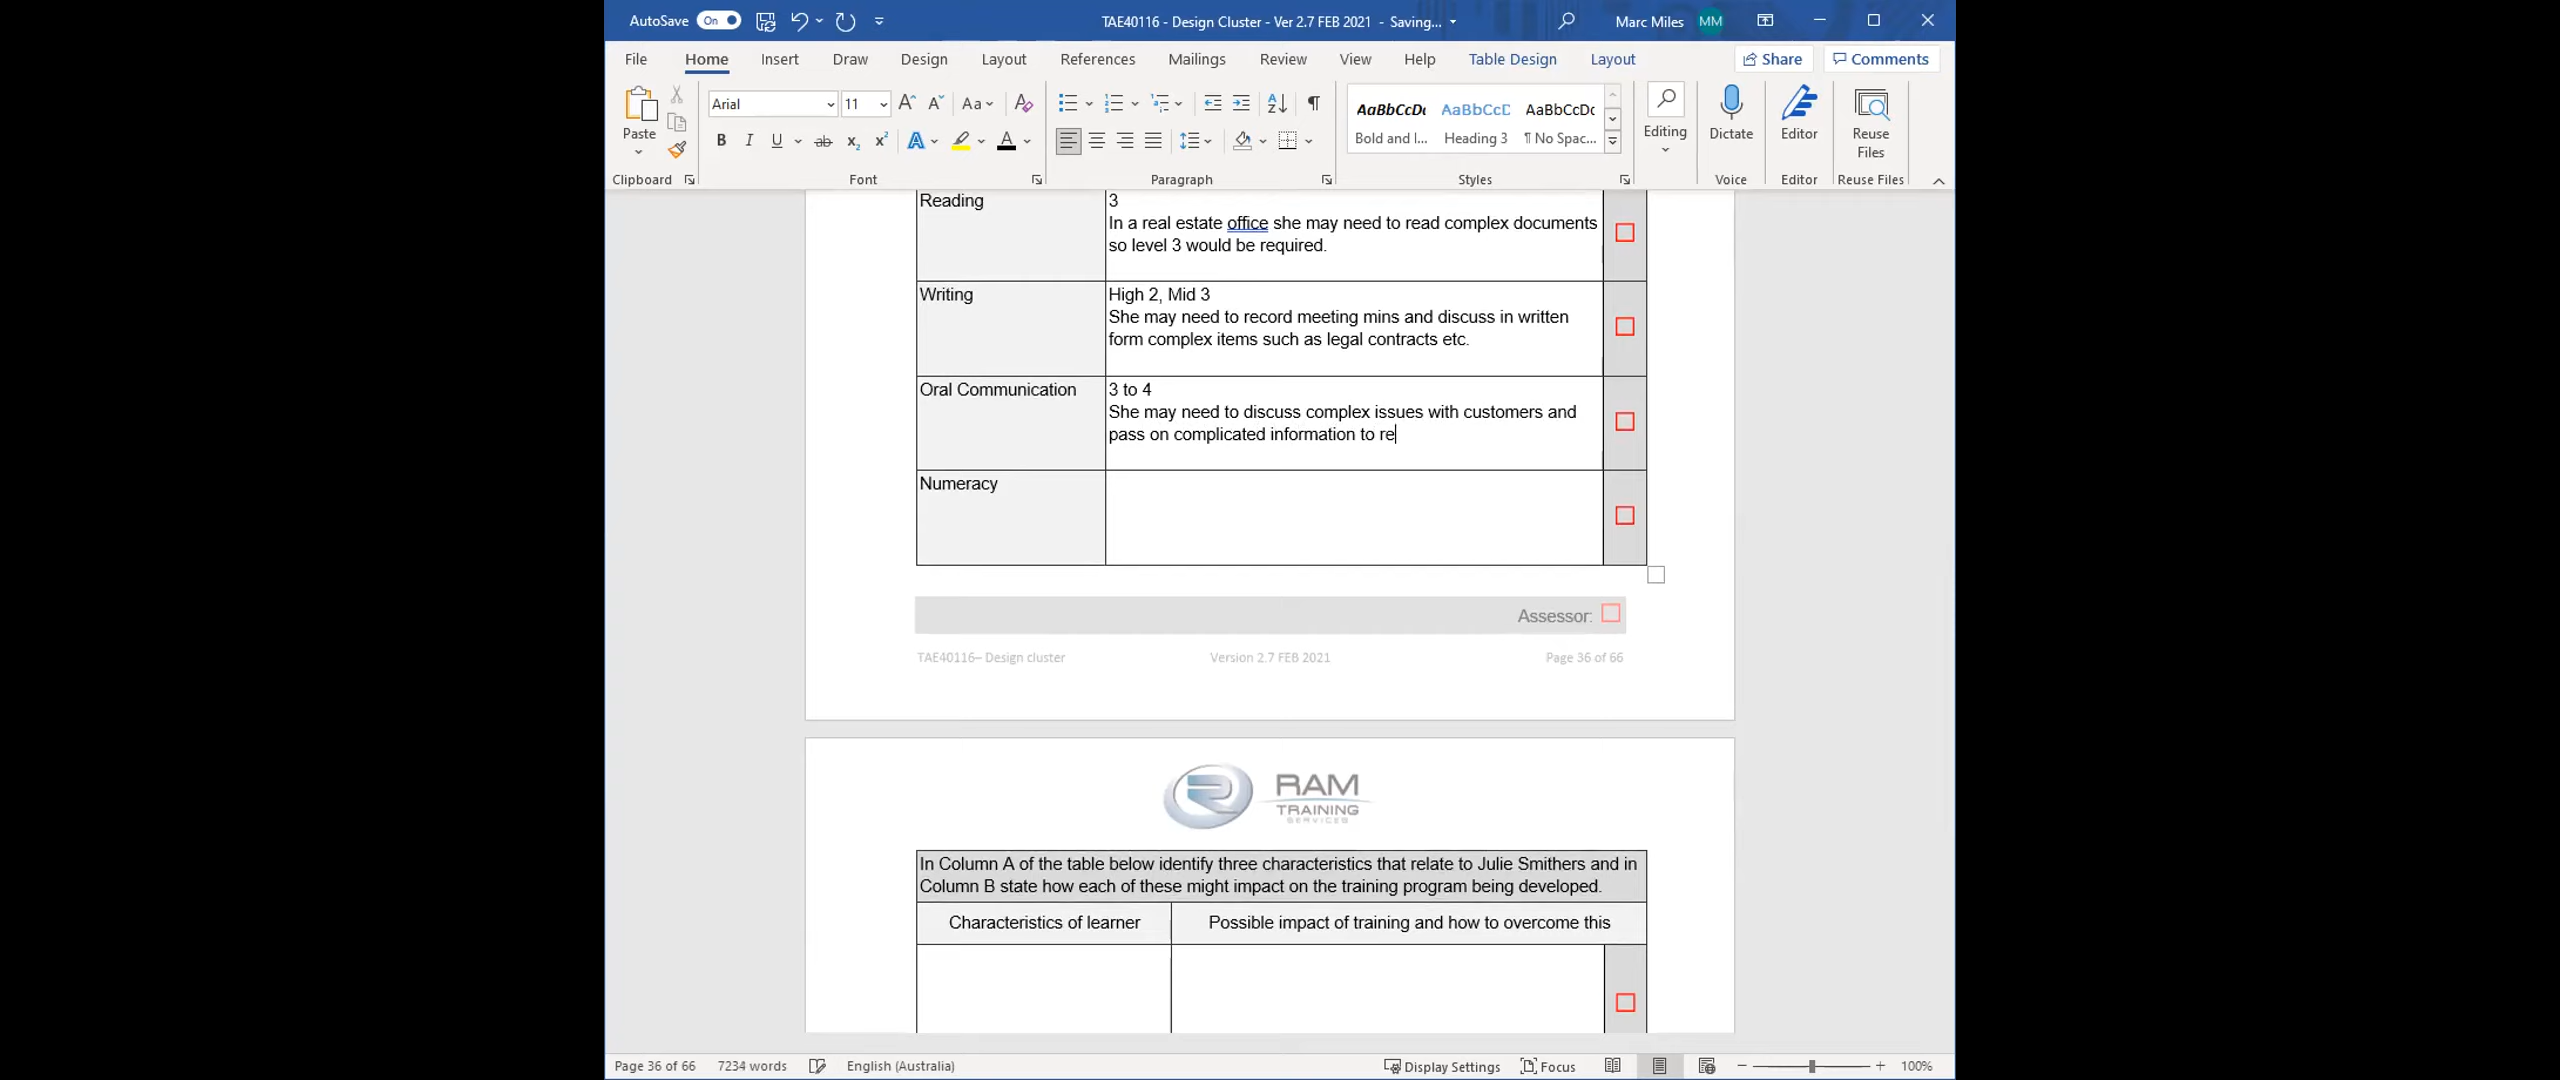 AutoSave On TAE40116 - Design Cluster - Ver 2.7 FEB 2021 - Saving... Marc Miles MM
File Home Insert Draw Design Layout References Mailings Review View Help Table Design Layout Share Comments
Arial 11 Aa
Paste
B I U ab x₂ x² A A
AaBbCcDc AaBbCcD AaBbCcDc
Bold and I... Heading 3 ¶ No Spac...
Editing
Dictate
Editor
Reuse
Files
Clipboard Font Paragraph Styles Voice Editor Reuse Files
Reading
3
In a real estate office she may need to read complex documents
so level 3 would be required.
Writing
High 2, Mid 3
She may need to record meeting mins and discuss in written
form complex items such as legal contracts etc.
Oral Communication
3 to 4
She may need to discuss complex issues with customers and
pass on complicated information to re
Numeracy
Assessor:
TAE40116– Design cluster Version 2.7 FEB 2021 Page 36 of 66
RAM
TRAINING
SERVICES
In Column A of the table below identify three characteristics that relate to Julie Smithers and in
Column B state how each of these might impact on the training program being developed.
Characteristics of learner Possible impact of training and how to overcome this
Page 36 of 66 7234 words English (Australia) Display Settings Focus 100%